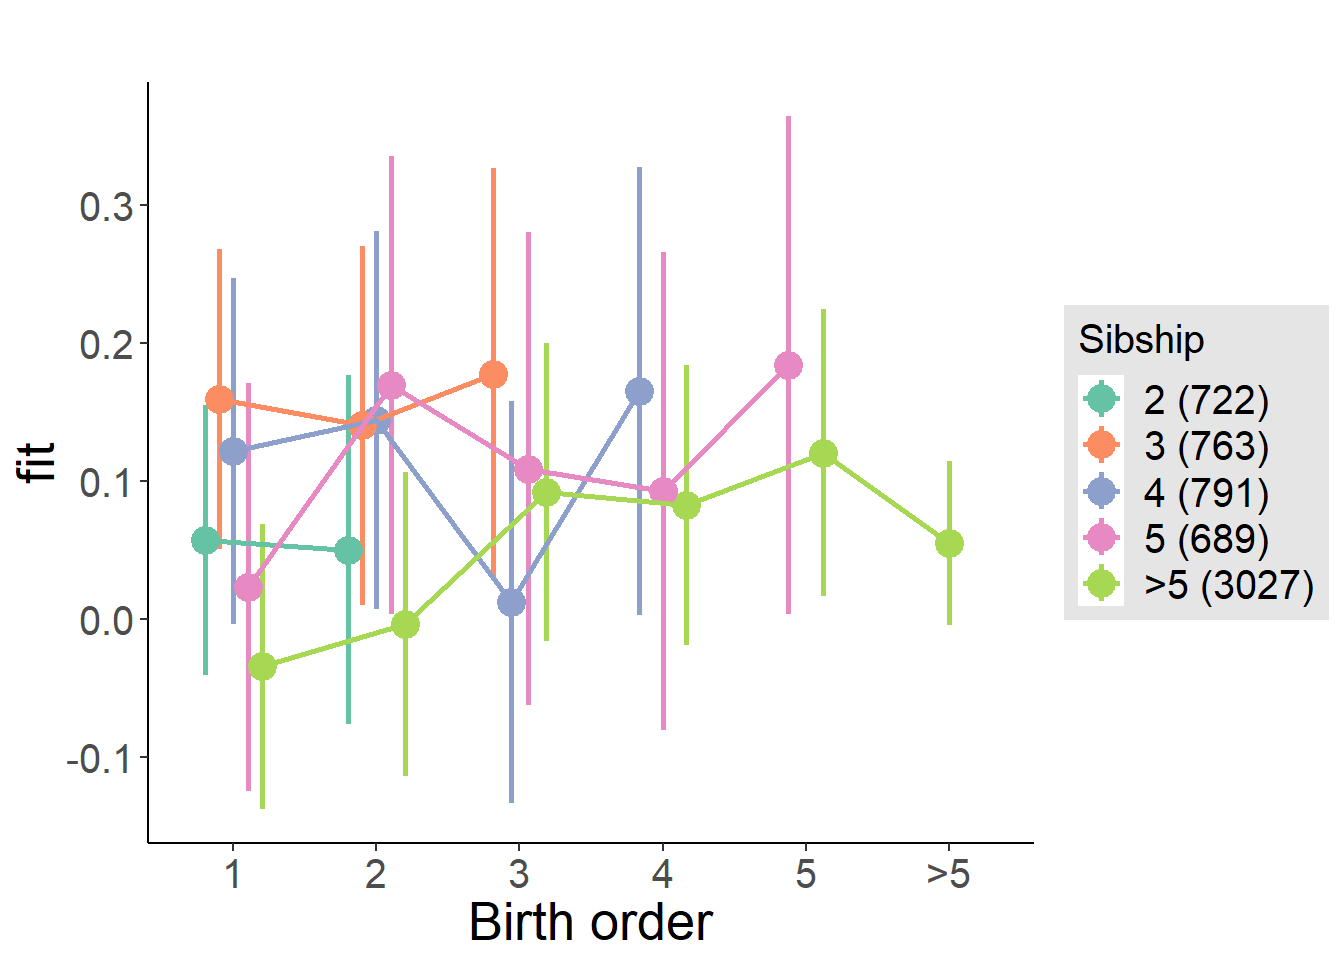 0.3
0.2
0.1
0.0
-0.1
fit
1 2 3 4 5 >5
Birth order
Sibship
2 (722)
3 (763)
4 (791)
5 (689)
>5 (3027)